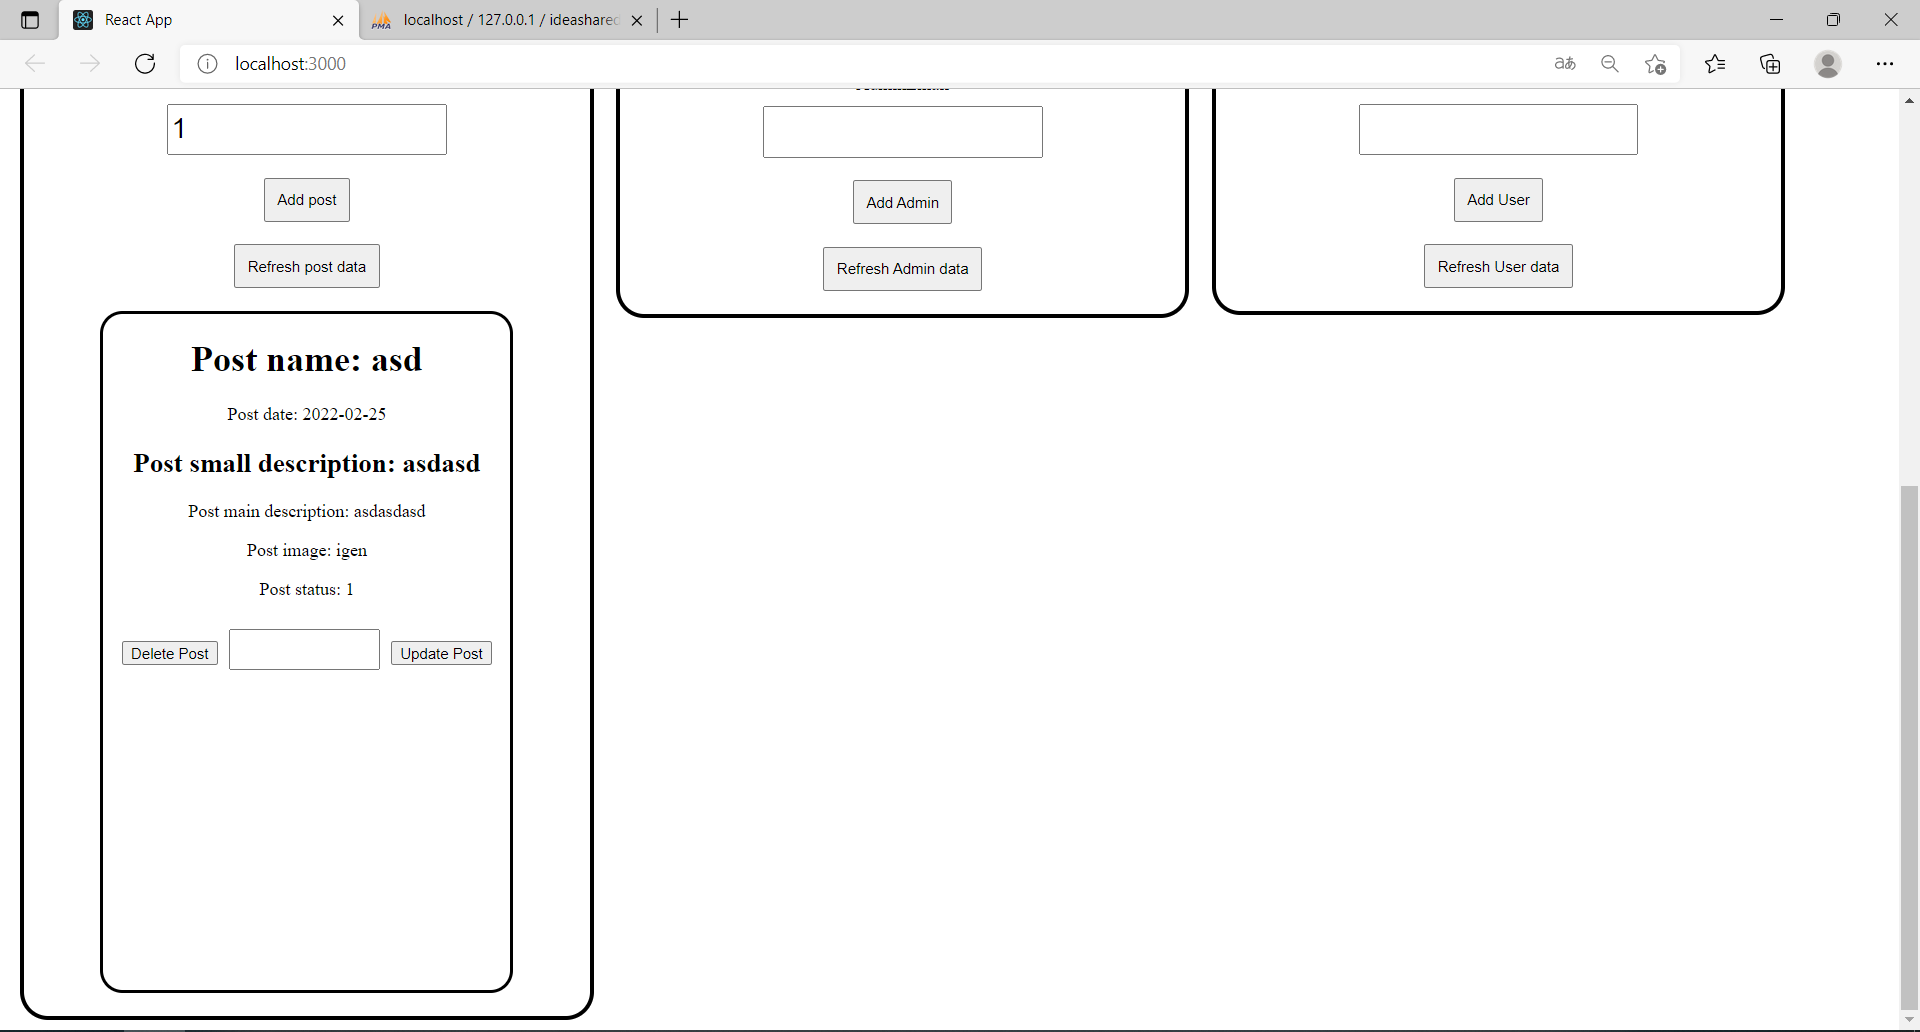 React App
localhost / 127.0.0.1 / ideashared
localhost:3000
1
Add post
Refresh post data
Post name: asd
Post date: 2022-02-25
Post small description: asdasd
Post main description: asdasdasd
Post image: igen
Post status: 1
Delete Post
Update Post
Add Admin
Refresh Admin data
Add User
Refresh User data